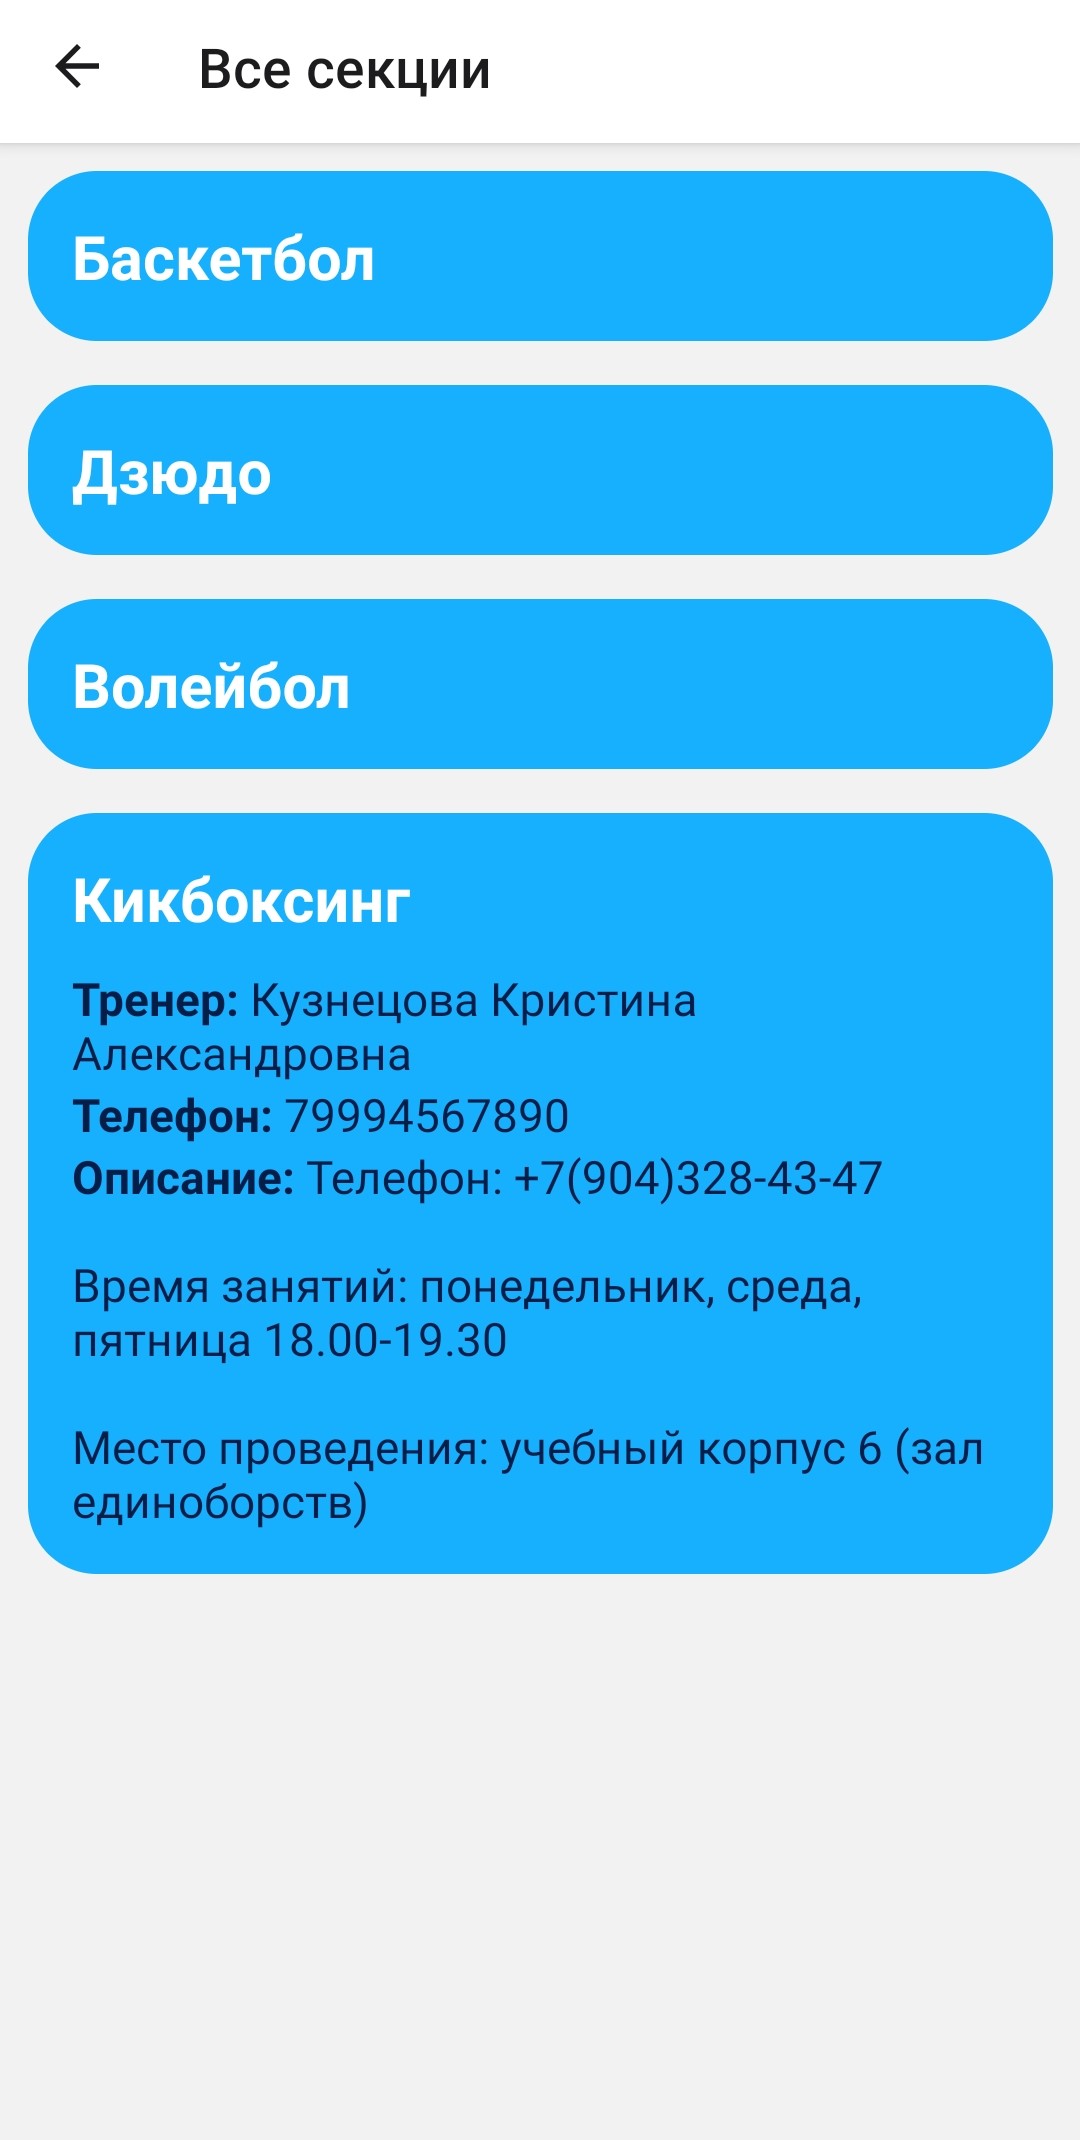 Все секции
Баскетбол
Дзюдо
Волейбол
Кикбоксинг
Тренер: Кузнецова Кристина
Александровна
Телефон: 79994567890
Описание: Телефон: +7(904)328-43-47
Время занятий: понедельник, среда,
пятница 18.00-19.30
Место проведения: учебный корпус 6 (зал
единоборств)